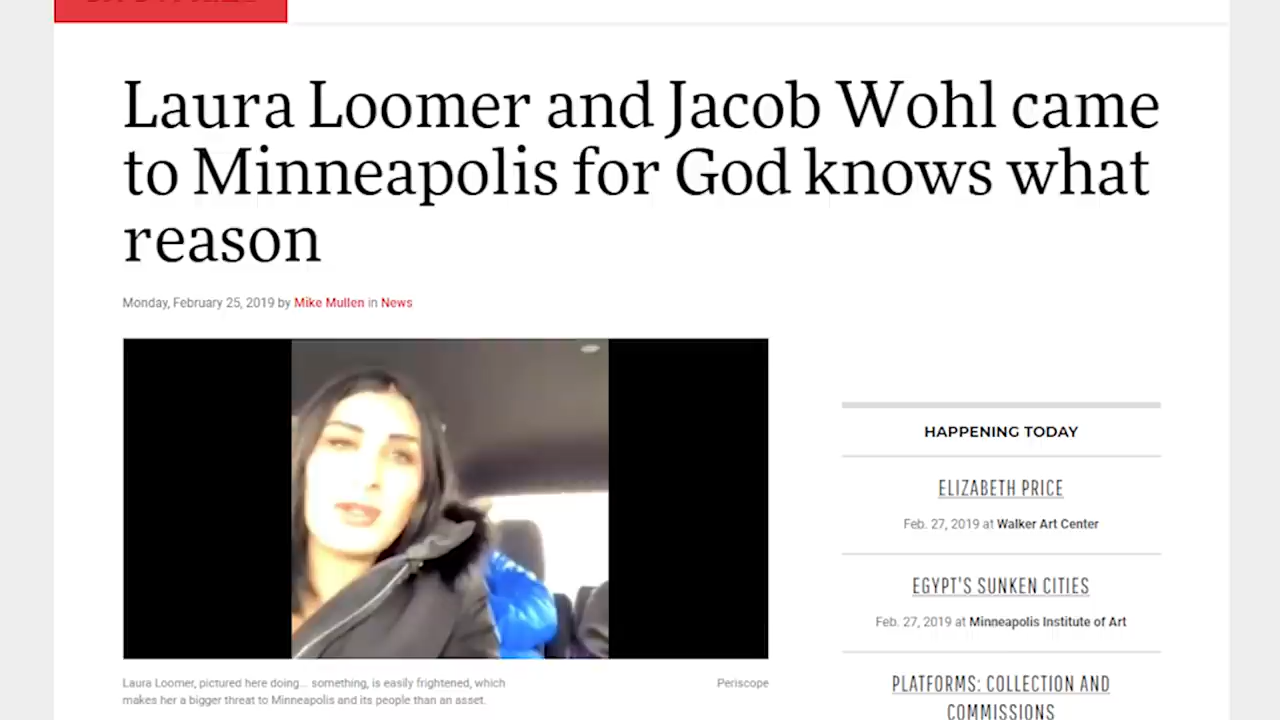 Laura Loomer and Jacob Wohl came
to Minneapolis for God knows what
reason
Monday, February 25, 2019 by Mike Mullen in News
HAPPENING TODAY
ELIZABETH PRICE
Feb. 27, 2019 at Walker Art Center
EGYPT'S SUNKEN CITIES
Feb. 27, 2019 at Minneapolis Institute of Art
PLATFORMS: COLLECTION AND
COMMISSIONS
Laura Loomer, pictured here doing... something, is easily frightened, which
makes her a bigger threat to Minneapolis and its people than an asset.
Periscope